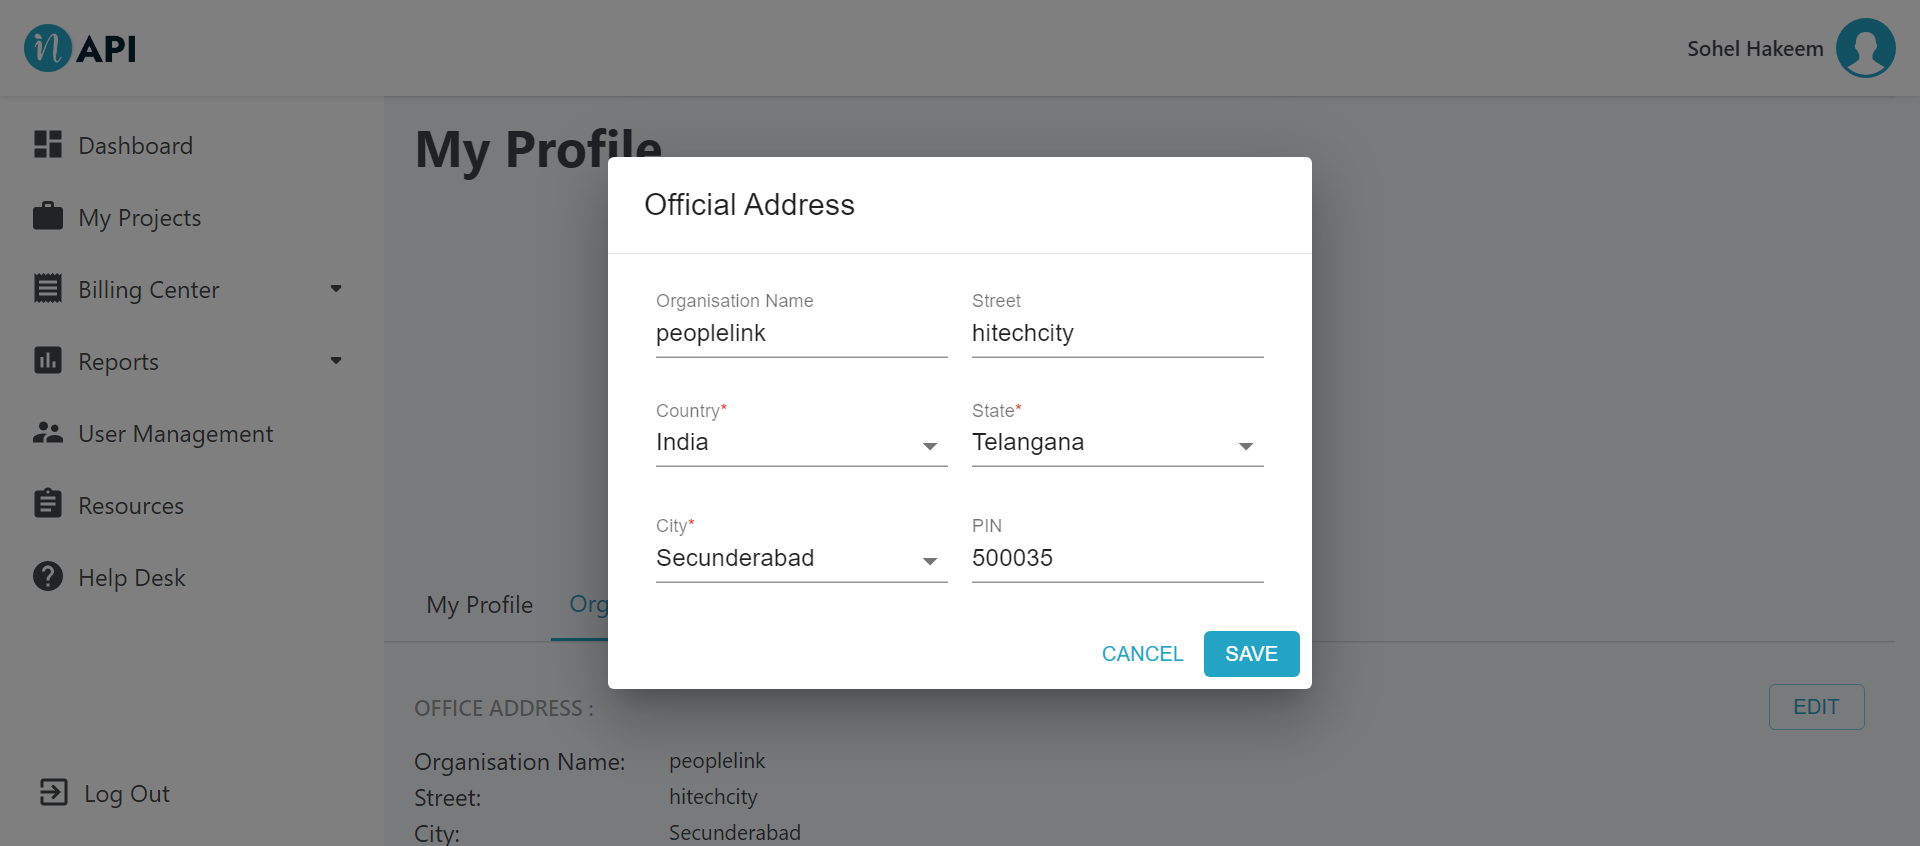 in API
Sohel Hakeem
Dashboard
My Projects
Billing Center
Reports
User Management
Resources
Help Desk
Log Out
My Profile
Official Address
Organisation Name
Street
peoplelink
hitechcity
Country*
State*
India
Telangana
City*
PIN
Secunderabad
500035
CANCEL
SAVE
My Profile
Org
OFFICE ADDRESS :
EDIT
Organisation Name: peoplelink
Street: hitechcity
City: Secunderabad